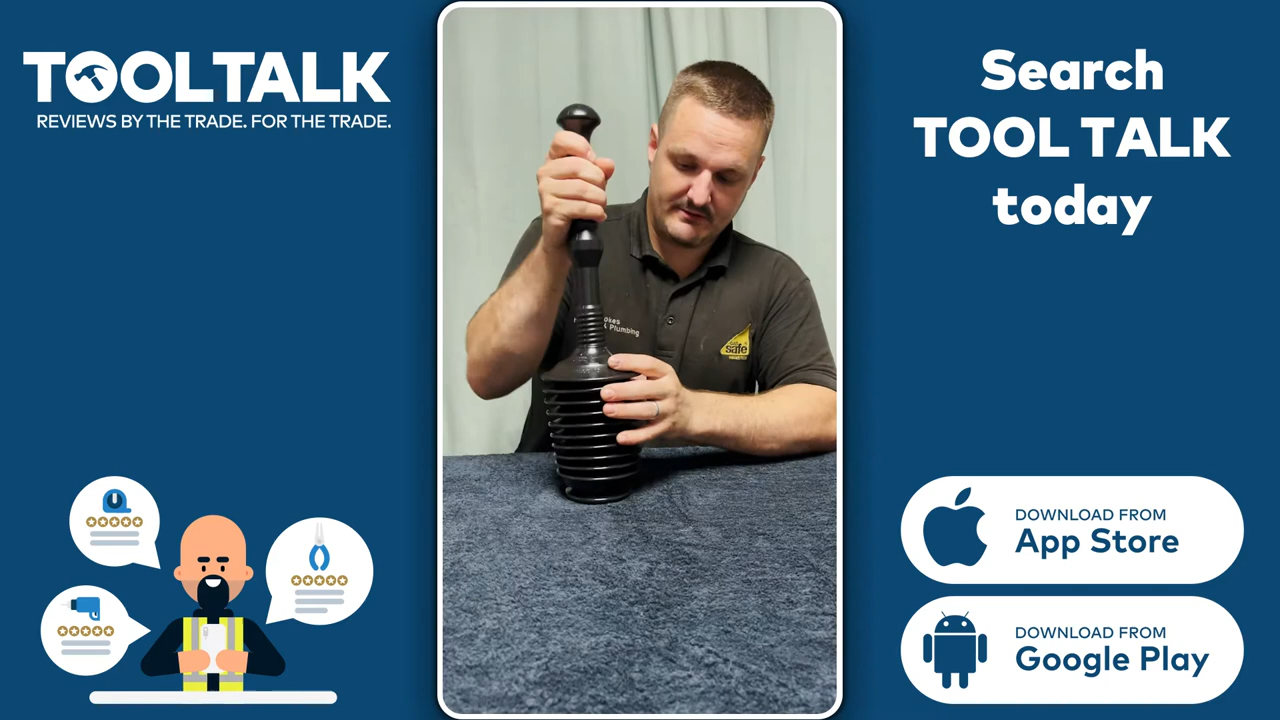 TOOLTALK
REVIEWS BY THE TRADE. FOR THE TRADE.
Search
TOOL TALK
today
okes
& Plumbing
safe
DOWNLOAD FROM
App Store
DOWNLOAD FROM
Google Play